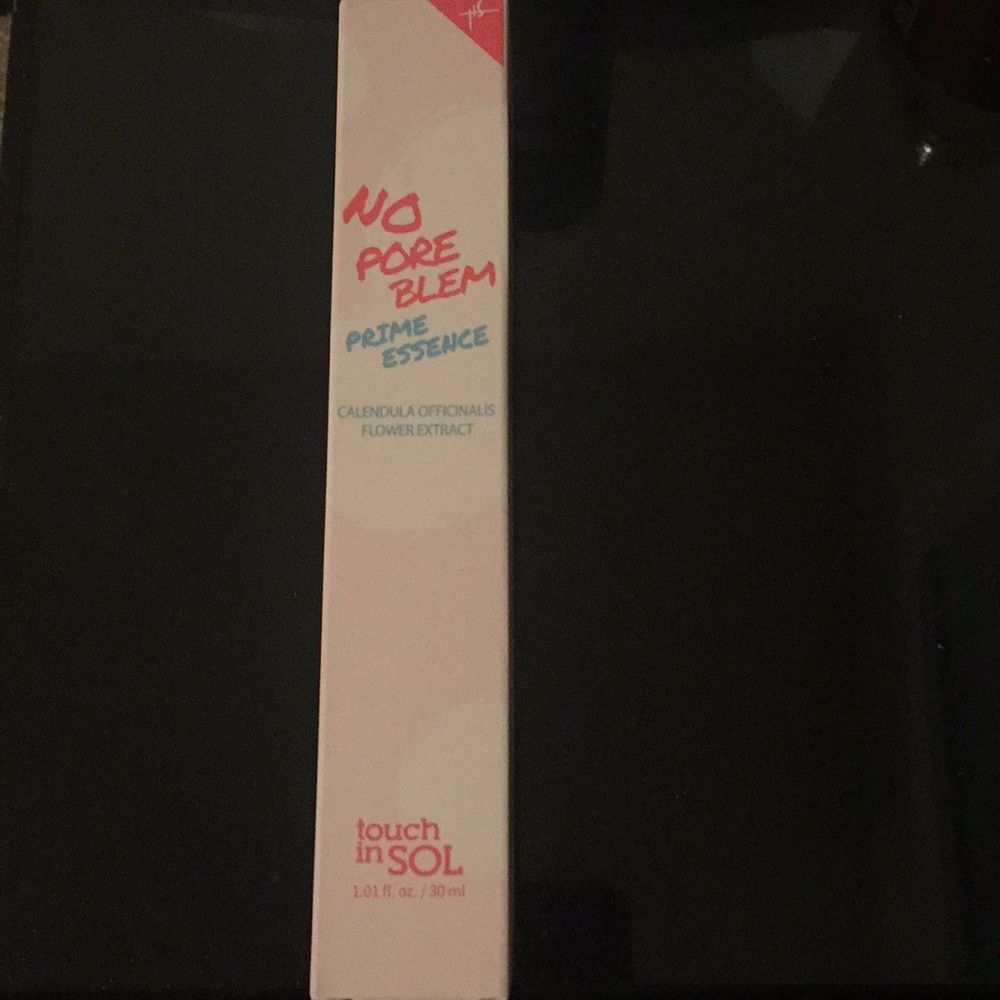 NO
PORE
BLEM
PRIME
ESSENCE
CALENDULA OFFICINALIS
FLOWER EXTRACT
touch
in SOL
1.01 fl. oz. / 30 ml